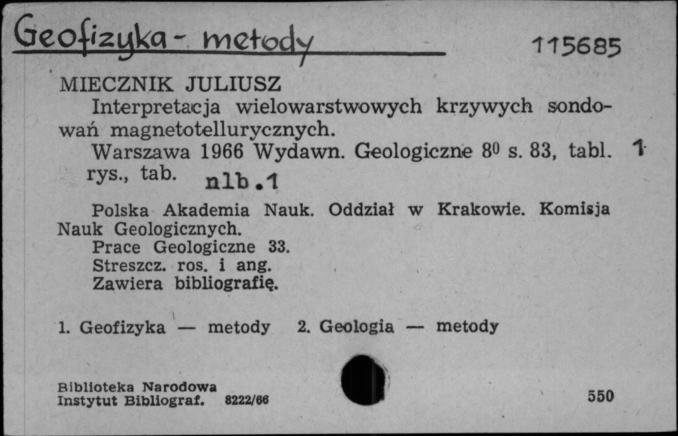 Geofizyka - metody
115685
MIECZNIK JULIUSZ
Interpretacja wielowarstwowych krzywych sondo-
wań magnetotellurycznych.
Warszawa 1966 Wydawn. Geologiczne 8⁰ s. 83, tabl. 1
rys., tab. nlb.1
Polska Akademia Nauk. Oddział w Krakowie. Komisja
Nauk Geologicznych.
Prace Geologiczne 33.
Streszcz. ros. i ang.
Zawiera bibliografię.
1. Geofizyka — metody 2. Geologia — metody
Biblioteka Narodowa
Instytut Bibliograf. 8222/66
550